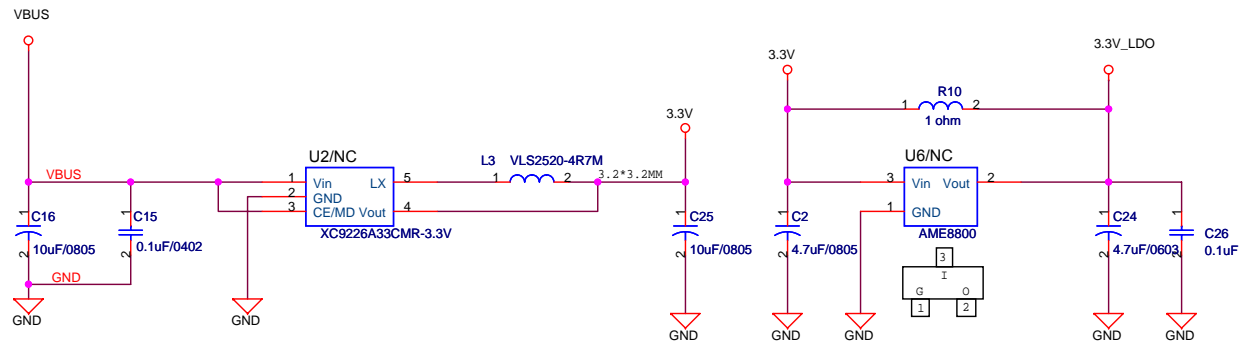 VBUS
3.3V
3.3V_LDO
R10
1
2
1 ohm
3.3V
U2/NC
L3
VLS2520-4R7M
U6/NC
VBUS
1
Vin
LX
5
1
2
3.2*3.2MM
3
Vin
Vout
2
2
GND
3
CE/MD
Vout
4
1
GND
XC9226A33CMR-3.3V
AME8800
1
C16
10uF/0805
2
1
C15
0.1uF/0402
2
1
C25
10uF/0805
2
1
C2
4.7uF/0805
2
1
C24
4.7uF/0603
2
1
C26
0.1uF
2
3
I
G
O
1
2
GND
GND
GND
GND
GND
GND
GND
GND